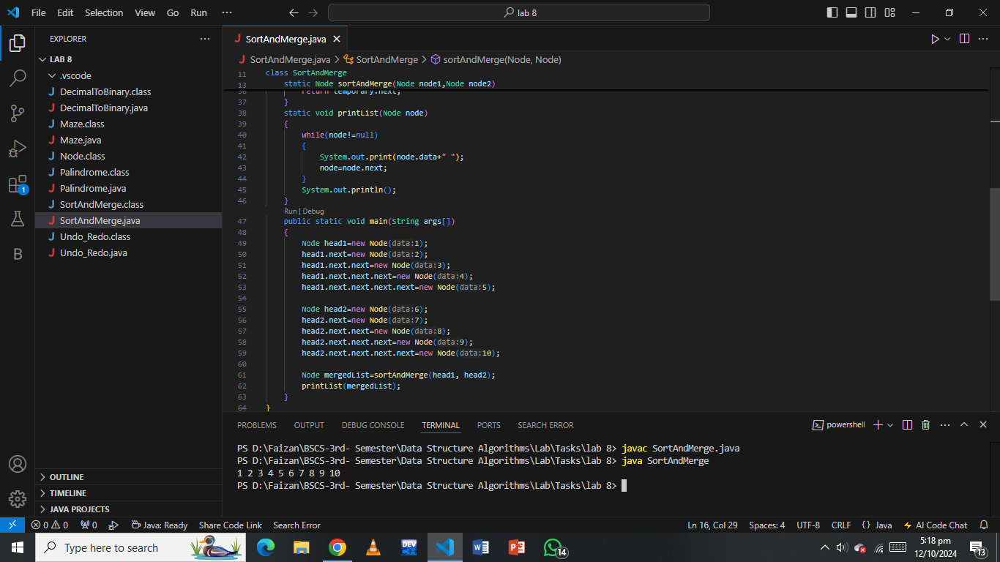 File Edit Selection View Go Run ··· lab 8
EXPLORER ···
LAB 8
.vscode
DecimalToBinary.class
DecimalToBinary.java
Maze.class
Maze.java
Node.class
Palindrome.class
Palindrome.java
SortAndMerge.class
SortAndMerge.java
Undo_Redo.class
Undo_Redo.java
OUTLINE
TIMELINE
JAVA PROJECTS
1
B
J SortAndMerge.java
J SortAndMerge.java > SortAndMerge > sortAndMerge(Node, Node)
11 class SortAndMerge
13 static Node sortAndMerge(Node node1,Node node2)
36 return temporary.next;
37 }
38 static void printList(Node node)
39 {
40 while(node!=null)
41 {
42 System.out.print(node.data+" ");
43 node=node.next;
44 }
45 System.out.println();
46 }
Run | Debug
47 public static void main(String args[])
48 {
49 Node head1=new Node(data:1);
50 head1.next=new Node(data:2);
51 head1.next.next=new Node(data:3);
52 head1.next.next.next=new Node(data:4);
53 head1.next.next.next.next=new Node(data:5);
54
55 Node head2=new Node(data:6);
56 head2.next=new Node(data:7);
57 head2.next.next=new Node(data:8);
58 head2.next.next.next=new Node(data:9);
59 head2.next.next.next.next=new Node(data:10);
60
61 Node mergedList=sortAndMerge(head1, head2);
62 printList(mergedList);
63 }
64 }
PROBLEMS OUTPUT DEBUG CONSOLE TERMINAL PORTS SEARCH ERROR powershell
PS D:\Faizan\BSCS-3rd- Semester\Data Structure Algorithms\Lab\Tasks\lab 8> javac SortAndMerge.java
PS D:\Faizan\BSCS-3rd- Semester\Data Structure Algorithms\Lab\Tasks\lab 8> java SortAndMerge
1 2 3 4 5 6 7 8 9 10
PS D:\Faizan\BSCS-3rd- Semester\Data Structure Algorithms\Lab\Tasks\lab 8>
0 0 0 Java: Ready Share Code Link Search Error Ln 16, Col 29 Spaces: 4 UTF-8 CRLF {} Java AI Code Chat
Type here to search DEV 14 5:18 pm
12/10/2024 13